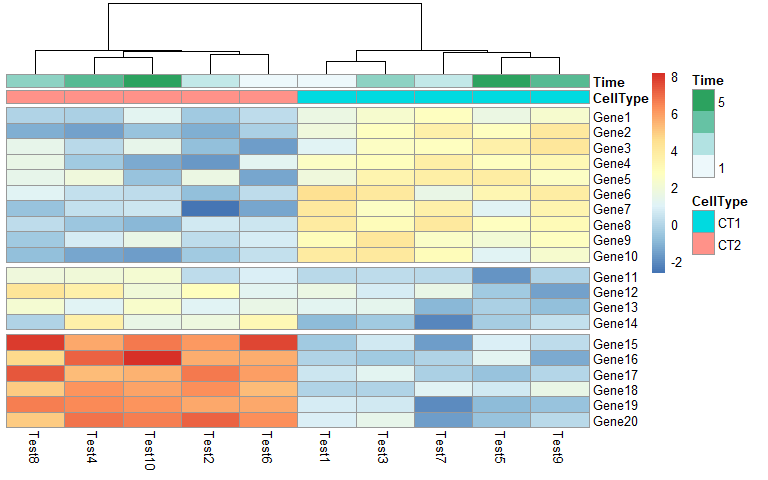 Time
CellType
Gene1
Gene2
Gene3
Gene4
Gene5
Gene6
Gene7
Gene8
Gene9
Gene10
Gene11
Gene12
Gene13
Gene14
Gene15
Gene16
Gene17
Gene18
Gene19
Gene20
Test8
Test4
Test10
Test2
Test6
Test1
Test3
Test7
Test5
Test9
8
6
4
2
0
-2
Time
5
1
CellType
CT1
CT2